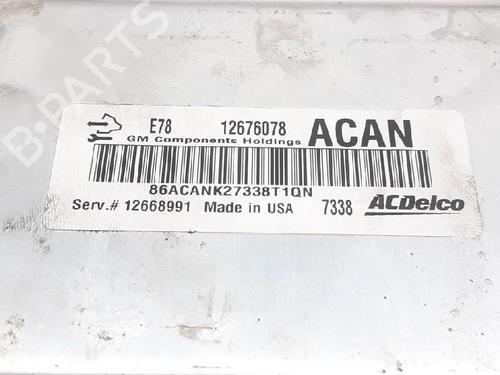 E78 12676078 ACAN
GM Components Holdings
86ACANK27338T1QN
Serv.# 12668991 Made in USA 7338 ACDelco
B-PARTS